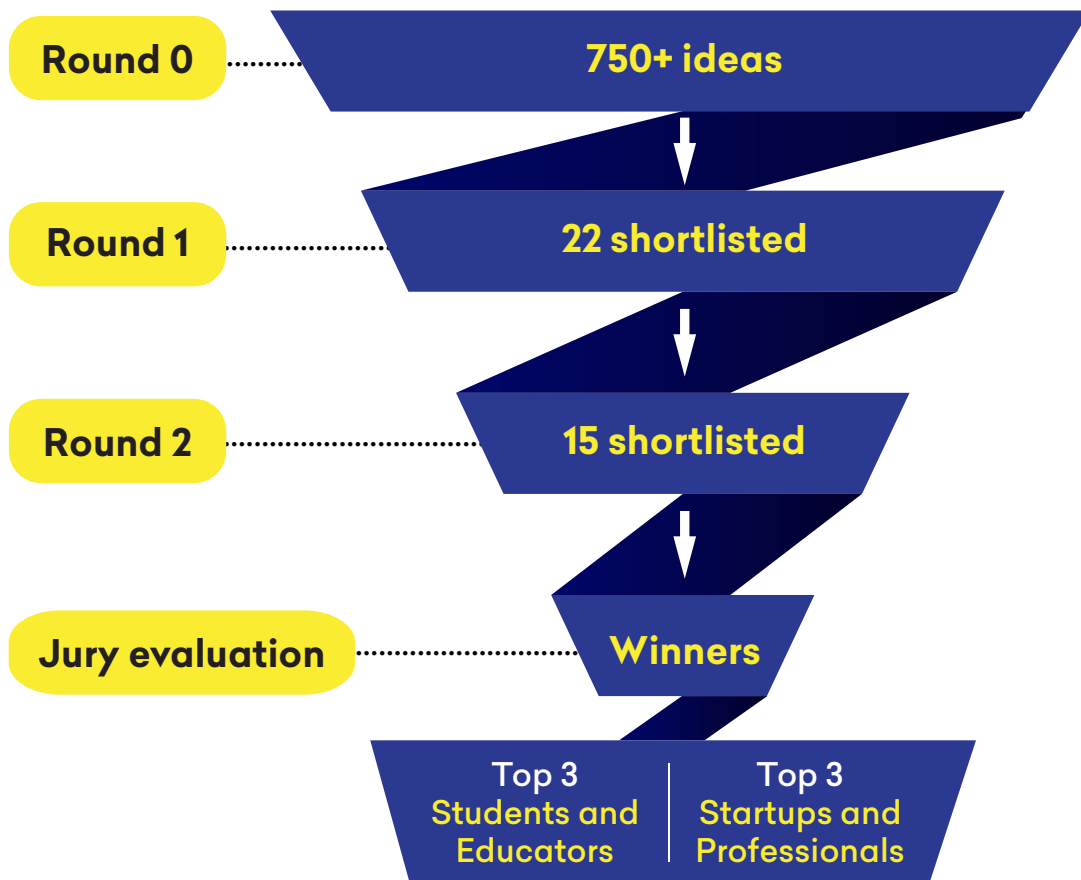 Round 0
750+ ideas
Round 1
22 shortlisted
Round 2
15 shortlisted
Jury evaluation
Winners
Top 3
Students and
Educators
Top 3
Startups and
Professionals